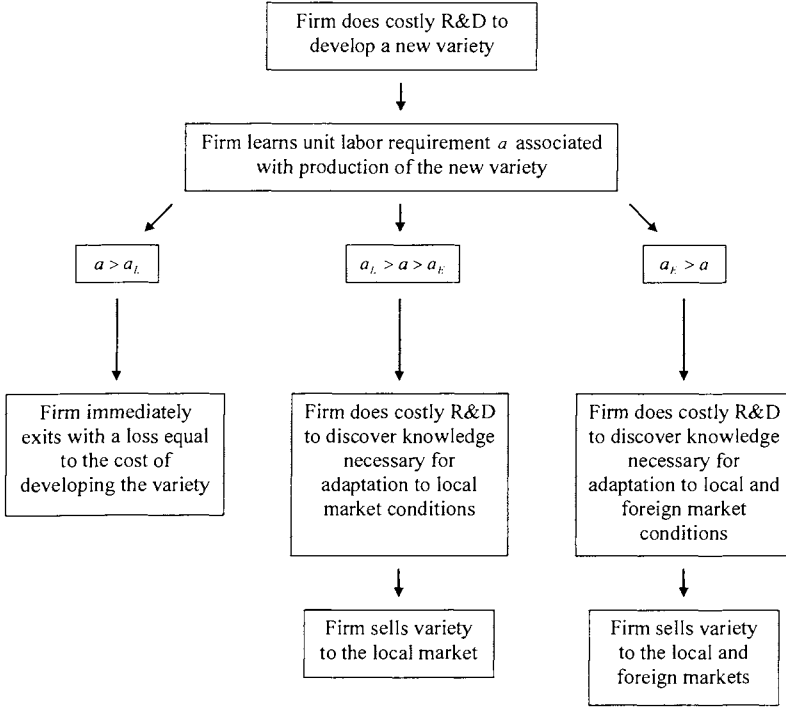 Firm does costly R&D to
develop a new variety
Firm learns unit labor requirement a associated
with production of the new variety
a > a_L
a_L > a > a_E
a_E > a
Firm immediately
exits with a loss equal
to the cost of
developing the variety
Firm does costly R&D
to discover knowledge
necessary for
adaptation to local
market conditions
Firm does costly R&D
to discover knowledge
necessary for
adaptation to local and
foreign market
conditions
Firm sells variety
to the local market
Firm sells variety
to the local and
foreign markets